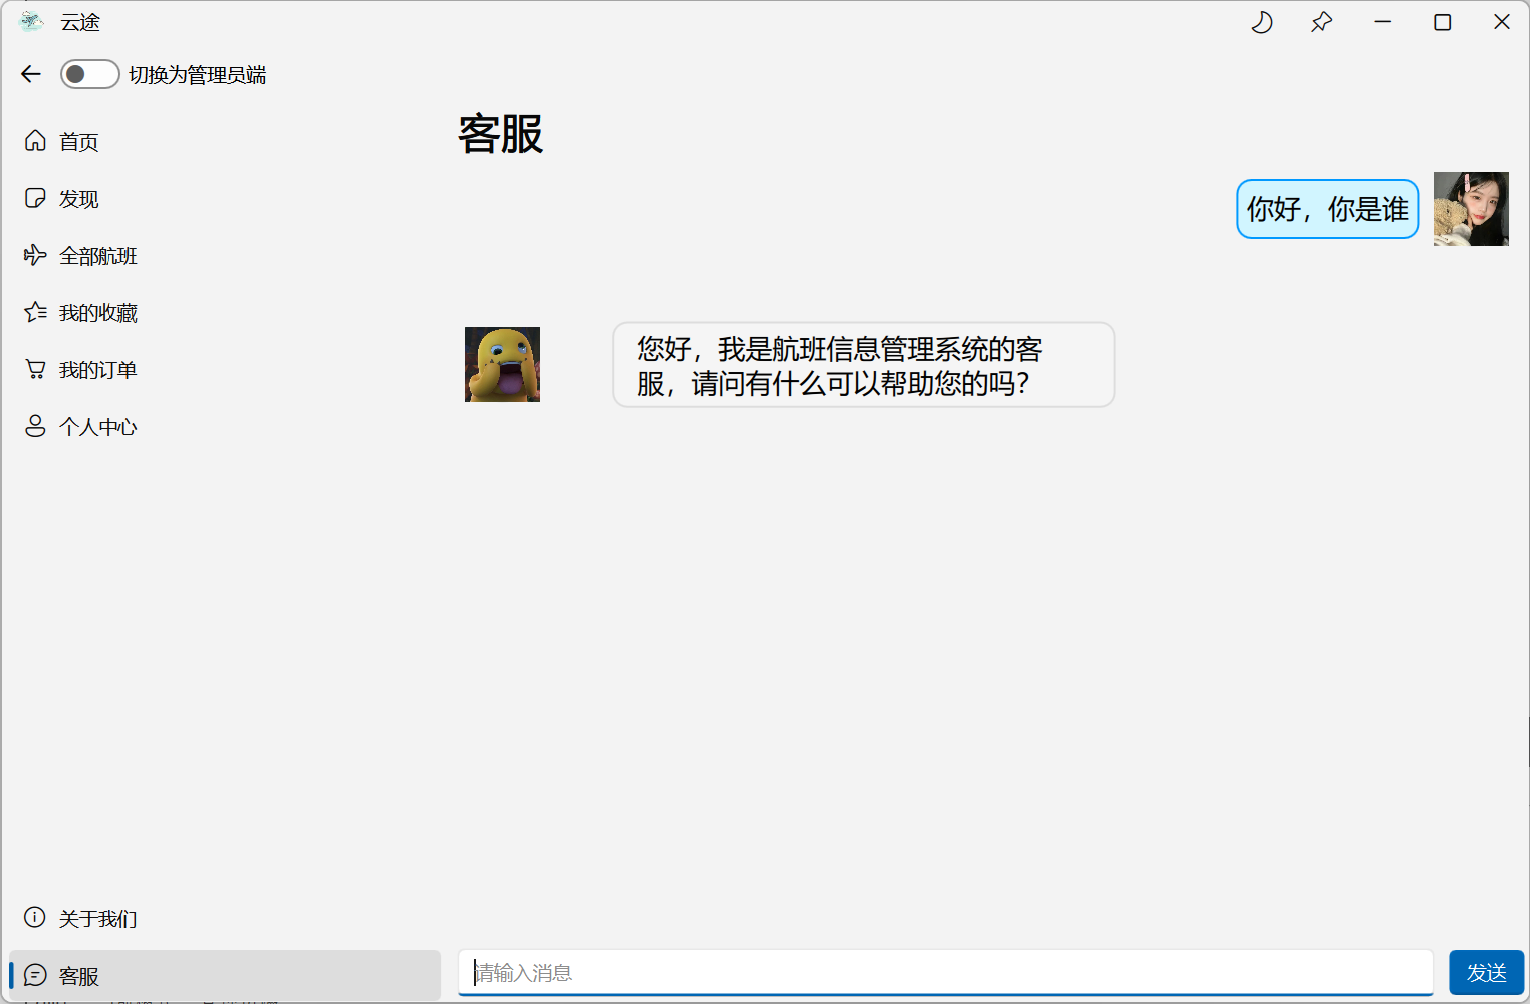 云途
切换为管理员端
首页
发现
全部航班
我的收藏
我的订单
个人中心
客服
你好，你是谁
您好，我是航班信息管理系统的客
服，请问有什么可以帮助您的吗？
关于我们
客服
请输入消息
发送